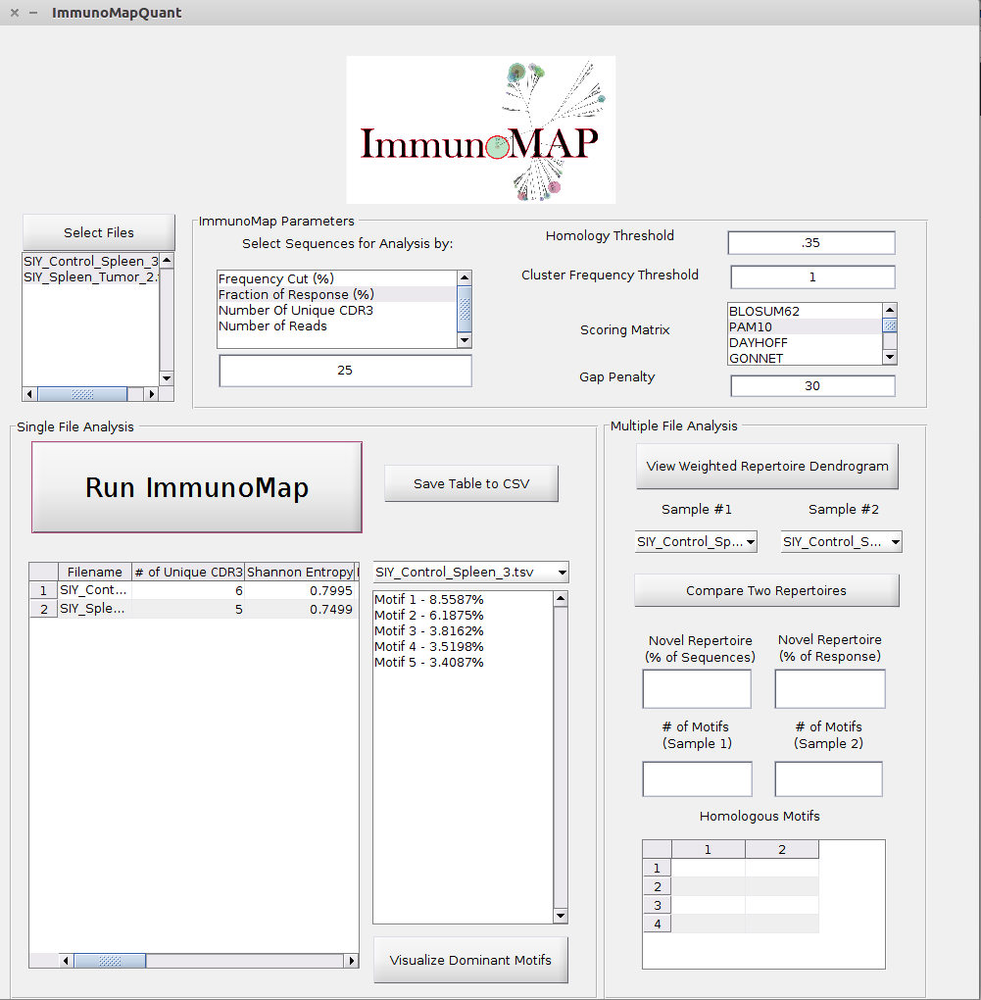 ImmunoMapQuant
ImmunoMAP
Select Files
SIY_Control_Spleen_3
SIY_Spleen_Tumor_2.
ImmunoMap Parameters
Select Sequences for Analysis by:
Frequency Cut (%)
Fraction of Response (%)
Number Of Unique CDR3
Number of Reads
25
Homology Threshold
.35
Cluster Frequency Threshold
1
Scoring Matrix
BLOSUM62
PAM10
DAYHOFF
GONNET
Gap Penalty
30
Single File Analysis
Run ImmunoMap
Save Table to CSV
Filename # of Unique CDR3 Shannon Entropy
1 SIY_Cont... 6 0.7995
2 SIY_Sple... 5 0.7499
SIY_Control_Spleen_3.tsv
Motif 1 - 8.5587%
Motif 2 - 6.1875%
Motif 3 - 3.8162%
Motif 4 - 3.5198%
Motif 5 - 3.4087%
Visualize Dominant Motifs
Multiple File Analysis
View Weighted Repertoire Dendrogram
Sample #1 Sample #2
SIY_Control_Sp... SIY_Control_S...
Compare Two Repertoires
Novel Repertoire
(% of Sequences)
Novel Repertoire
(% of Response)
# of Motifs
(Sample 1)
# of Motifs
(Sample 2)
Homologous Motifs
1 2
1
2
3
4